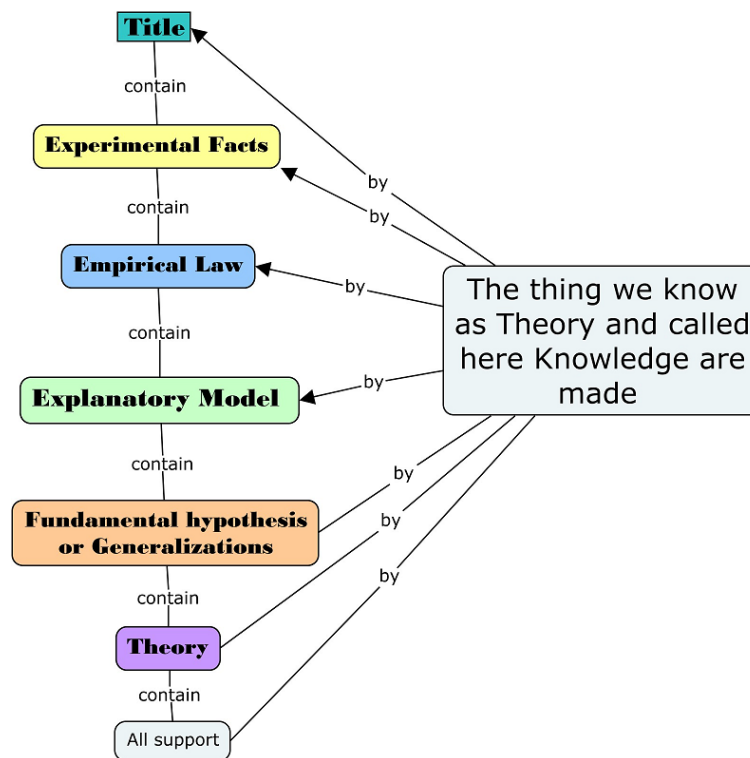 Title
contain
Experimental Facts
by
by
contain
Empirical Law
by
The thing we know
as Theory and called
here Knowledge are
made
contain
Explanatory Model
by
contain
by
Fundamental hypothesis
or Generalizations
by
by
contain
Theory
contain
All support